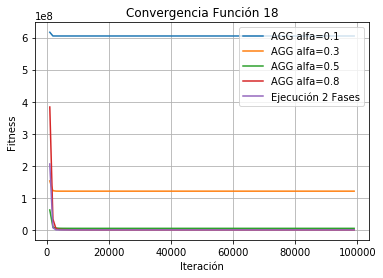 Convergencia Función 18
1e8
AGG alfa=0.1
AGG alfa=0.3
AGG alfa=0.5
AGG alfa=0.8
Ejecución 2 Fases
Fitness
6
5
4
3
2
1
0
0 20000 40000 60000 80000 100000
Iteración